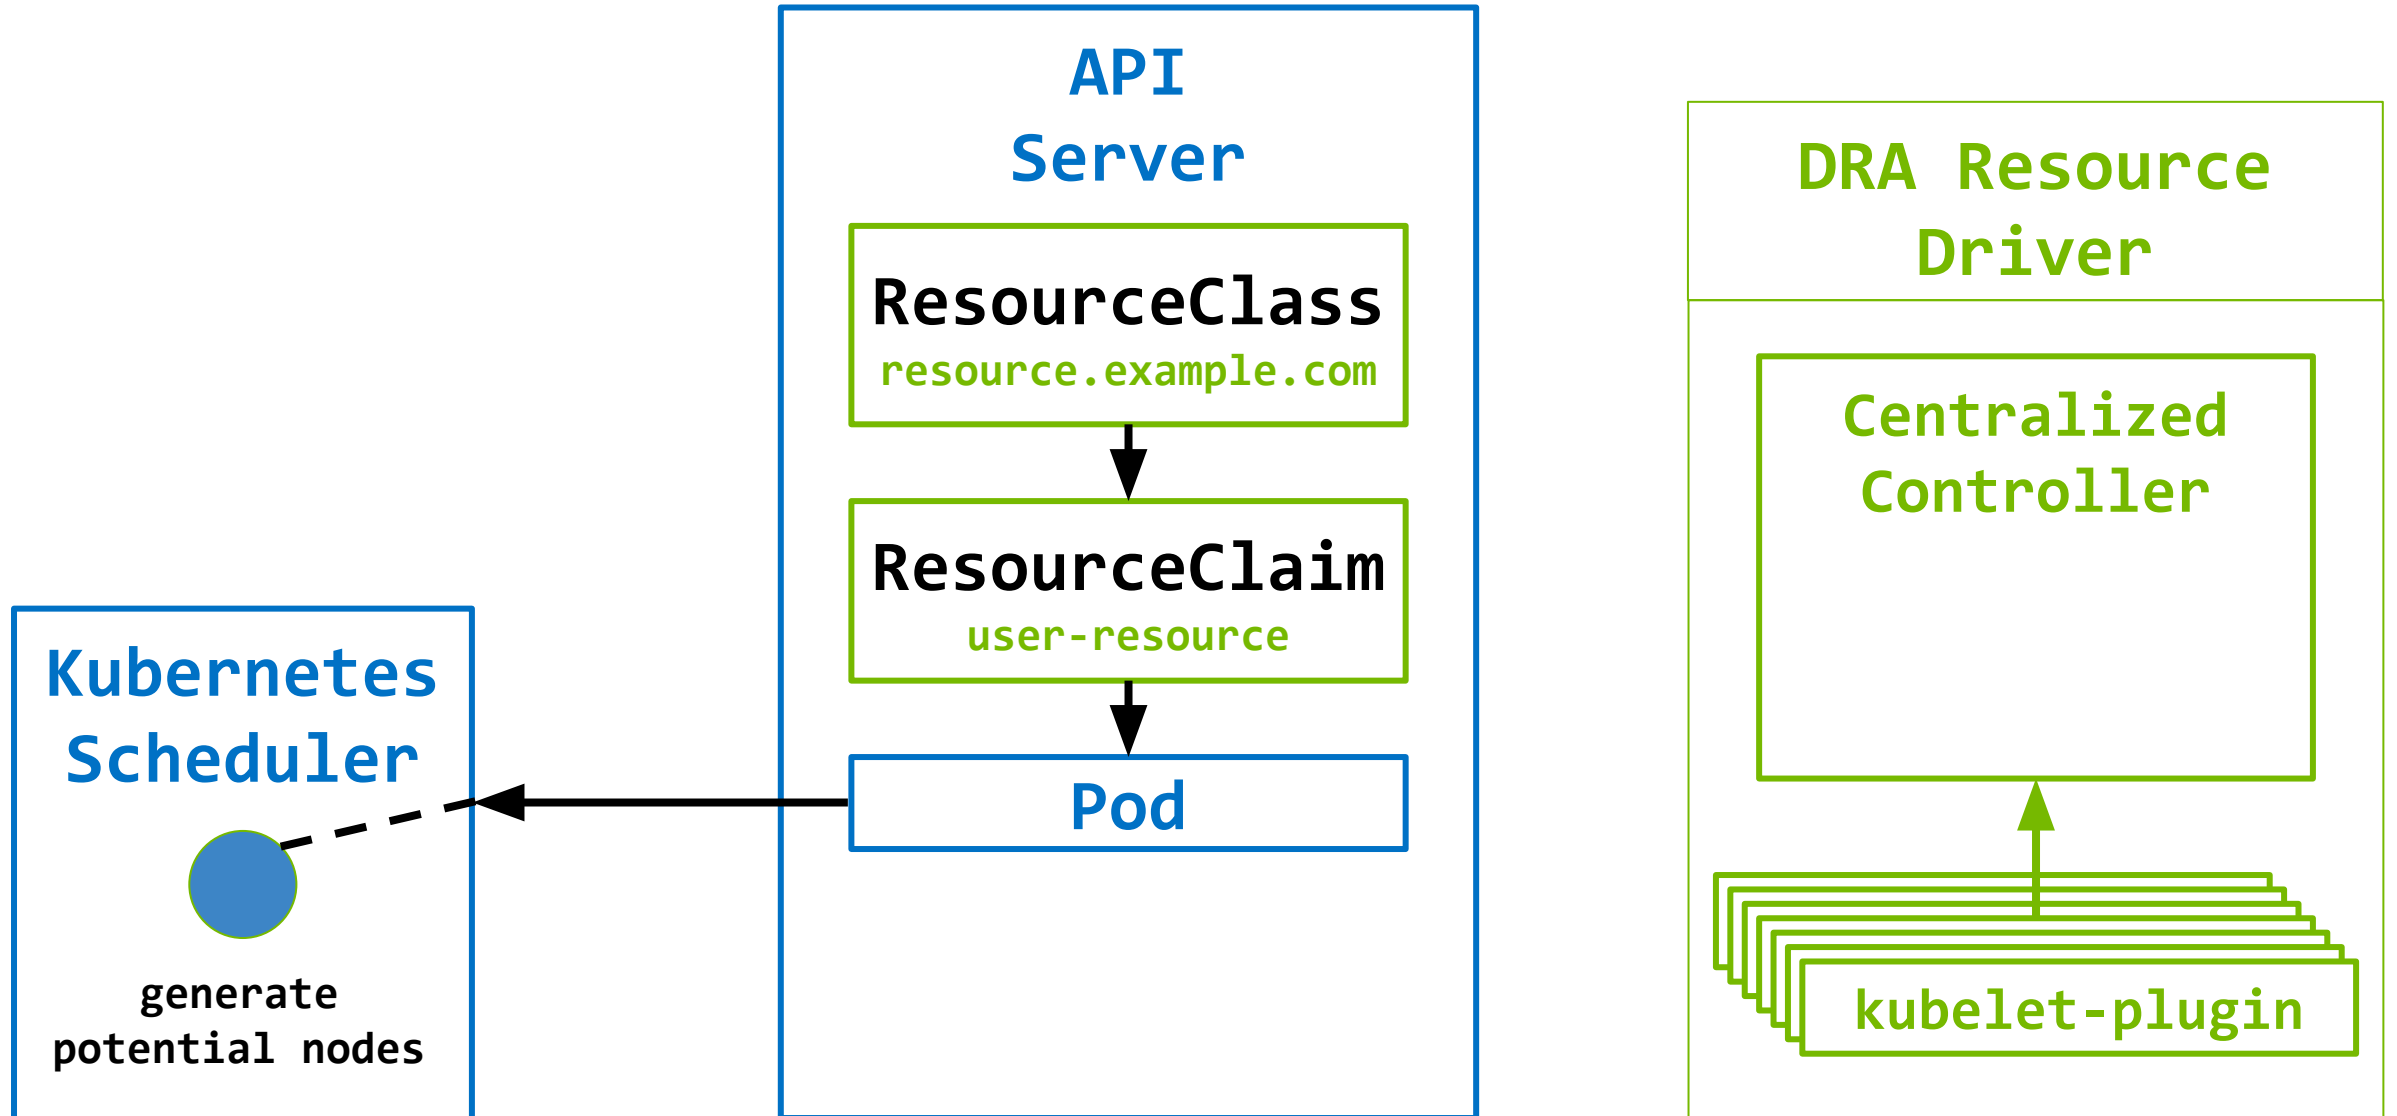 API
Server
ResourceClass
resource.example.com
ResourceClaim
user-resource
Pod
Kubernetes
Scheduler
generate
potential nodes
DRA Resource
Driver
Centralized
Controller
kubelet-plugin